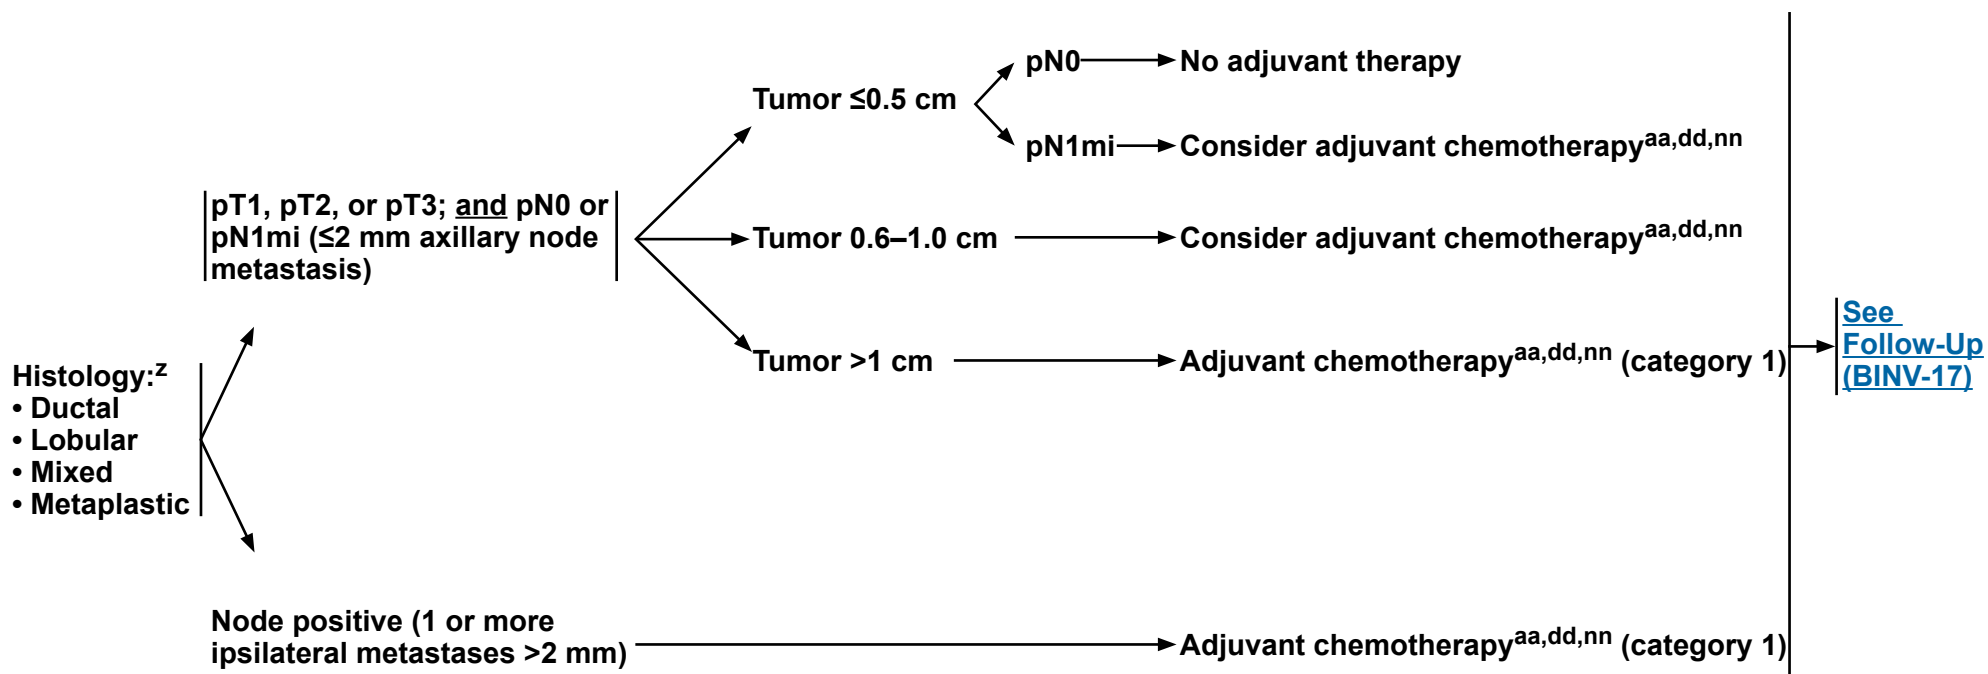 pN0
No adjuvant therapy
Tumor ≤0.5 cm
pN1mi
Consider adjuvant chemotherapyaa,dd,nn
pT1, pT2, or pT3; and pN0 or
pN1mi (≤2 mm axillary node
metastasis)
Tumor 0.6–1.0 cm
Consider adjuvant chemotherapyaa,dd,nn
Tumor >1 cm
Adjuvant chemotherapyaa,dd,nn (category 1)
See
Follow-Up
(BINV-17)
Histology:z
• Ductal
• Lobular
• Mixed
• Metaplastic
Node positive (1 or more
ipsilateral metastases >2 mm)
Adjuvant chemotherapyaa,dd,nn (category 1)